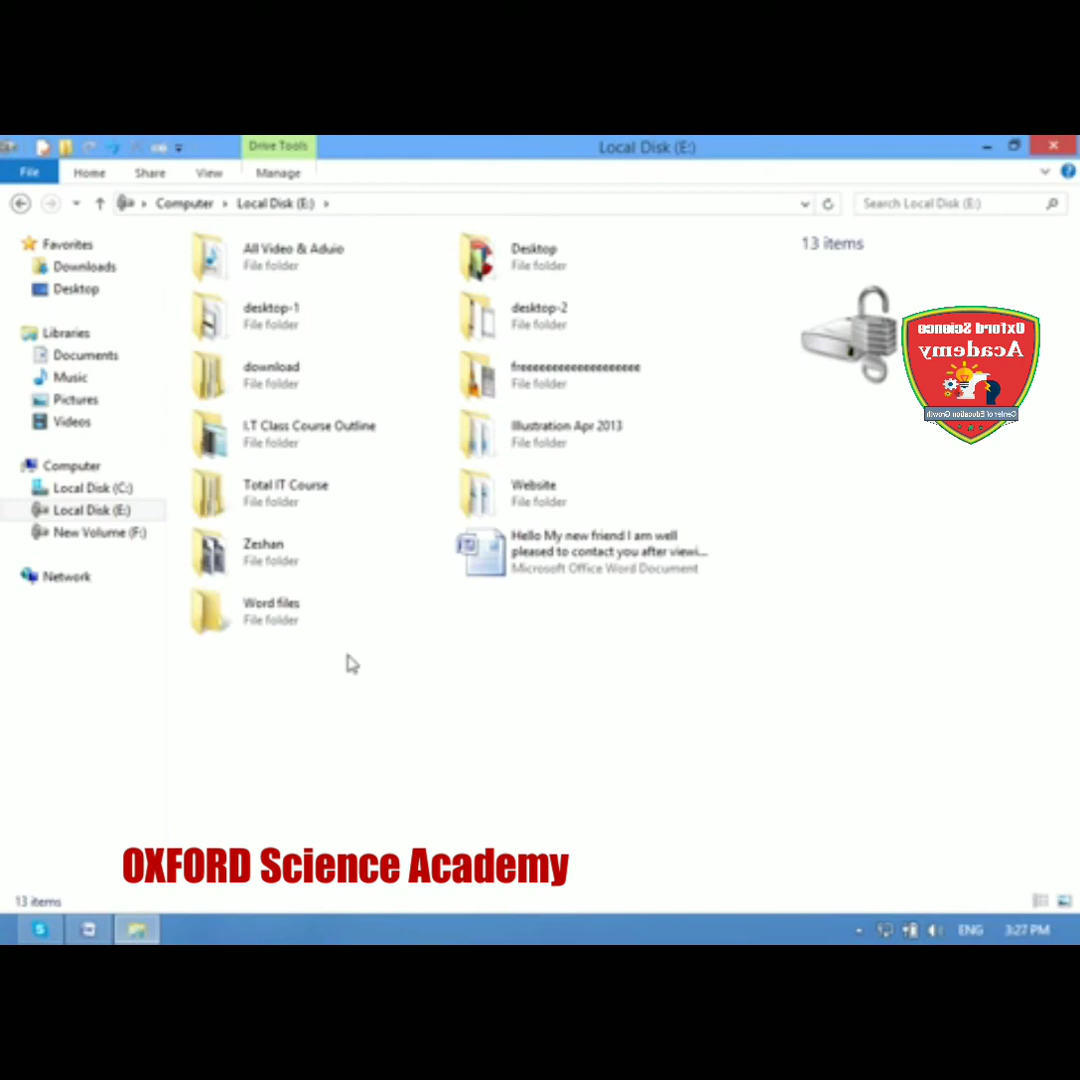 Drive Tools
Local Disk (E:)
File
Home
Share
View
Manage
Computer
Local Disk (E:)
Search Local Disk (E:)
Favorites
Downloads
Desktop
Libraries
Documents
Music
Pictures
Videos
Computer
Local Disk (C:)
Local Disk (E:)
New Volume (F:)
Network
All Video & Aduio
File folder
Desktop
File folder
desktop-1
File folder
desktop-2
File folder
download
File folder
File folder
I.T Class Course Outline
File folder
Illustration Apr 2013
File folder
Total IT Course
File folder
Website
File folder
Zeshan
File folder
Hello My new friend I am well
pleased to contact you after viewi...
Microsoft Office Word Document
Word files
File folder
13 items
Oxford Science
Academy
Center of Education Growth
OXFORD Science Academy
13 items
ENG
3:27 PM